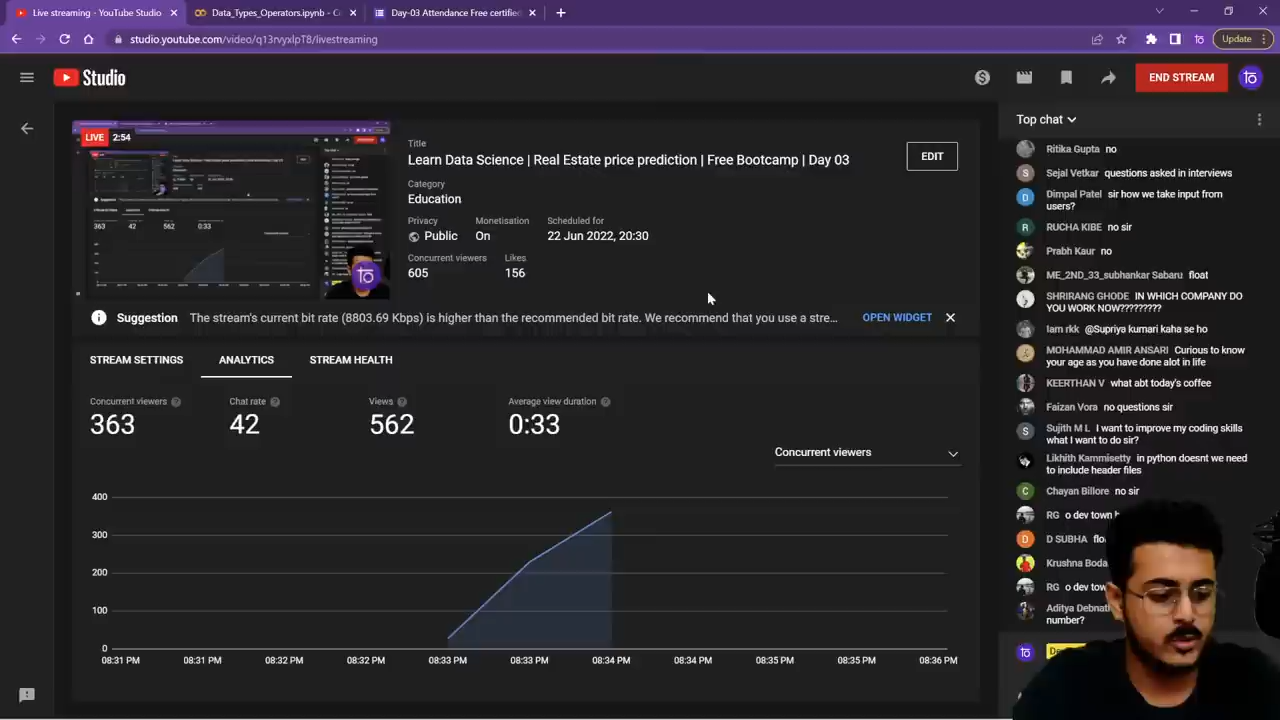 Live streaming - YouTube Studio
Data_Types_Operators.ipynb - C
Day-03 Attendance Free certified
studio.youtube.com/video/q13rvyxlpT8/livestreaming
Update
Studio
END STREAM
LIVE 2:54
Title
Learn Data Science | Real Estate price prediction | Free Bootcamp | Day 03
EDIT
Category
Education
Privacy Monetisation Scheduled for
Public On 22 Jun 2022, 20:30
Concurrent viewers Likes
605 156
363 42 562 0:33
Suggestion The stream's current bit rate (8803.69 Kbps) is higher than the recommended bit rate. We recommend that you use a stre... OPEN WIDGET
STREAM SETTINGS ANALYTICS STREAM HEALTH
Concurrent viewers Chat rate Views Average view duration
363 42 562 0:33
Concurrent viewers
400
300
200
100
0
08:31 PM 08:31 PM 08:32 PM 08:32 PM 08:33 PM 08:33 PM 08:34 PM 08:34 PM 08:35 PM 08:35 PM 08:36 PM
Top chat
Ritika Gupta no
S Sejal Vetkar questions asked in interviews
D Dimpal Patel sir how we take input from
users?
R RUCHA KIBE no sir
Prabh Kaur no
ME_2ND_33_subhankar Sabaru float
SHRIRANG GHODE IN WHICH COMPANY DO
YOU WORK NOW????????
Iam rkk @Supriya kumari kaha se ho
MOHAMMAD AMIR ANSARI Curious to know
your age as you have done alot in life
KEERTHAN V what abt today's coffee
Faizan Vora no questions sir
S Sujith M L I want to improve my coding skills
what I want to do sir?
Likhith Kammisetty in python doesnt we need
to include header files
C Chayan Billore no sir
RG o dev town
D D SUBHA
Krushna Boda
RG o dev
Aditya Debnat
number?